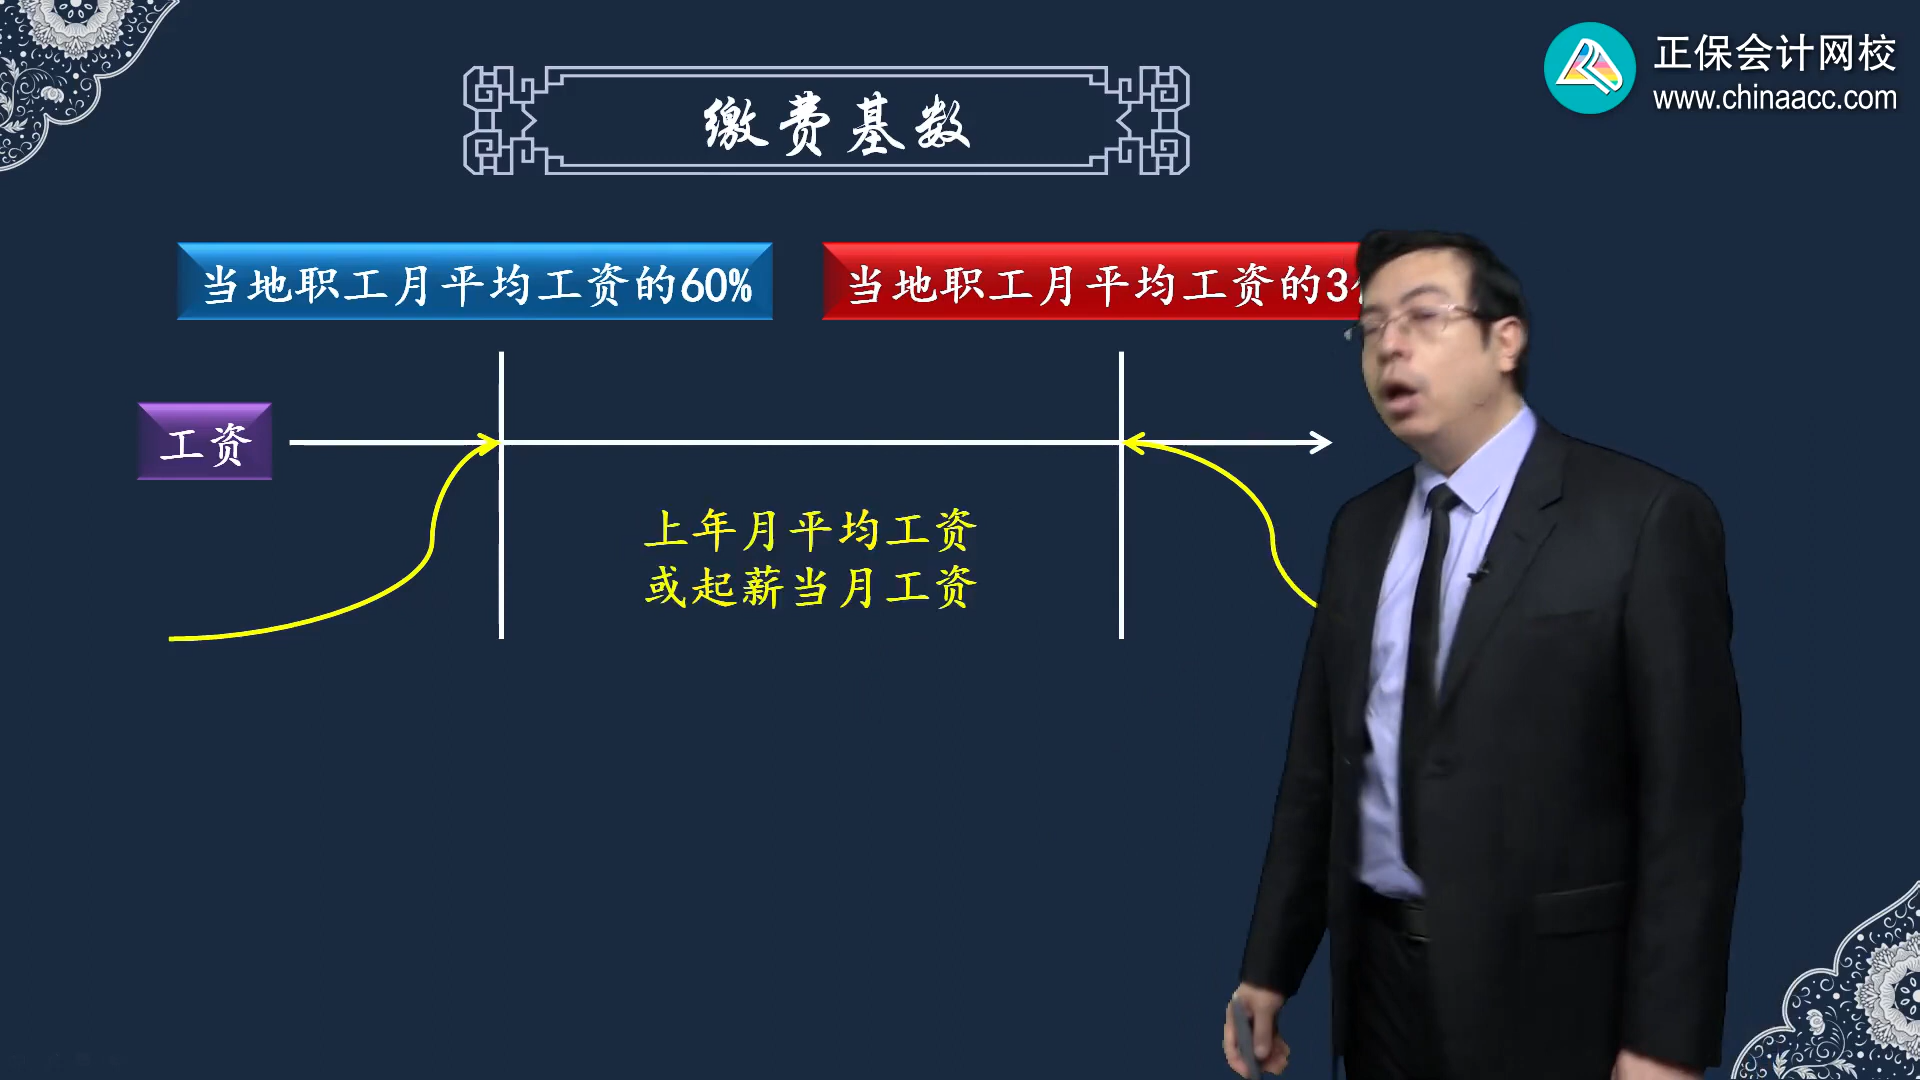 正保会计网校
www.chinaacc.com
缴费基数
当地职工月平均工资的60%
当地职工月平均工资的3
工资
上年月平均工资
或起薪当月工资